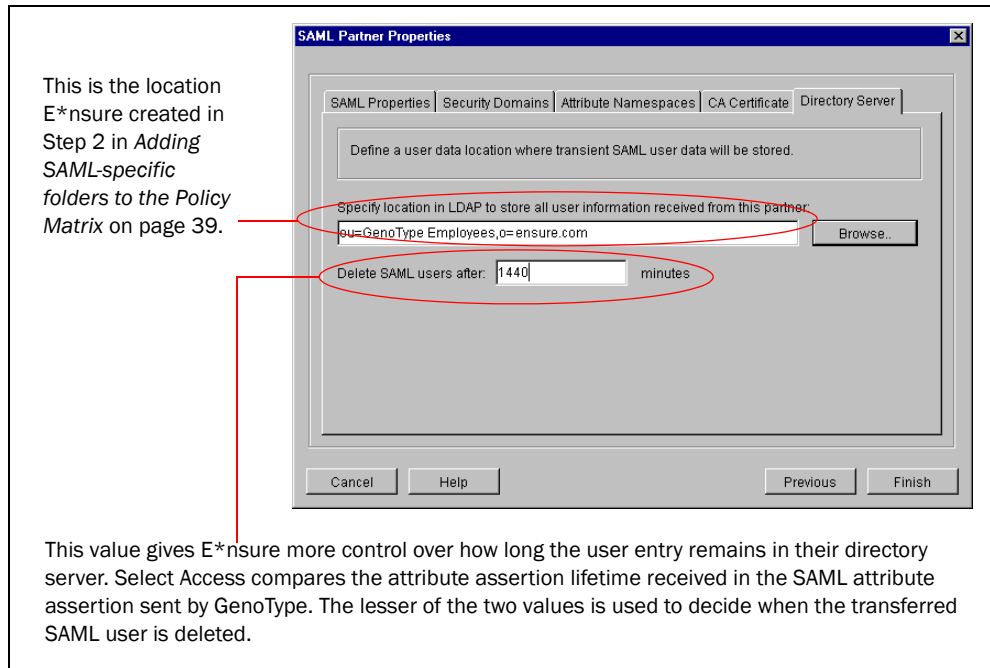 SAML Partner Properties
This is the location
E*nsure created in
Step 2 in Adding
SAML-specific
folders to the Policy
Matrix on page 39.
SAML Properties Security Domains Attribute Namespaces CA Certificate Directory Server
Define a user data location where transient SAML user data will be stored.
Specify location in LDAP to store all user information received from this partner:
ou=GenoType Employees,o=ensure.com Browse..
Delete SAML users after: 1440 minutes
Cancel Help Previous Finish
This value gives E*nsure more control over how long the user entry remains in their directory
server. Select Access compares the attribute assertion lifetime received in the SAML attribute
assertion sent by GenoType. The lesser of the two values is used to decide when the transferred
SAML user is deleted.